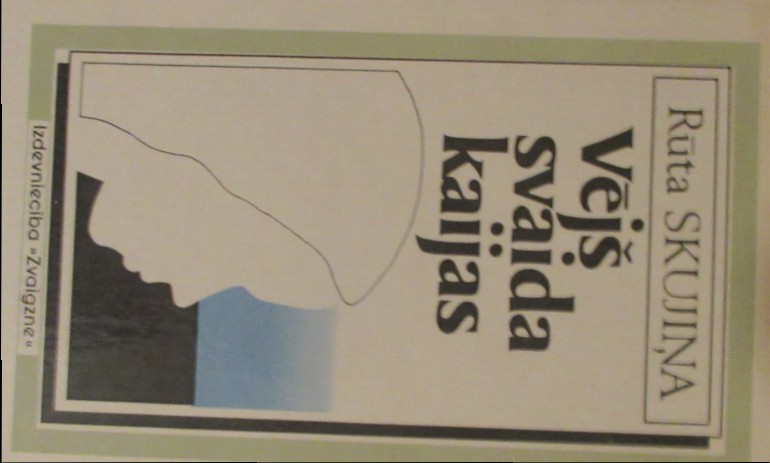 Rūta SKUJIŅA
Vējš
svaida
kaijas
Izdevniecība »Zvaigzne«